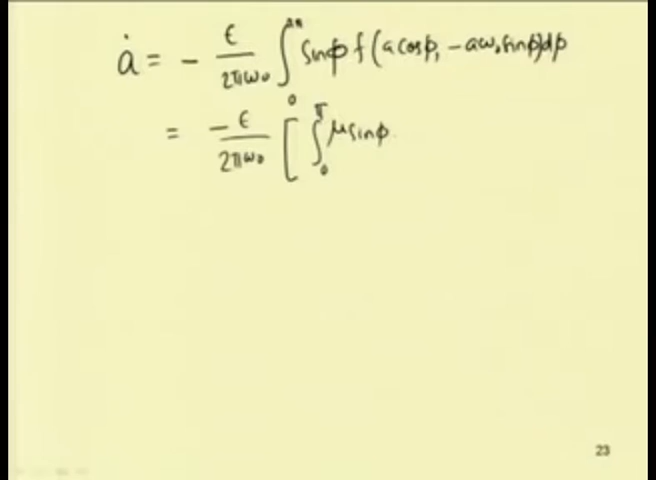 ȧ = - ε/2πω₀ ∫₀^2π sinϕ f(a cosϕ, -aω₀ sinϕ)dϕ
= -ε/2πω₀ [ ∫₀^π μ sinϕ
23